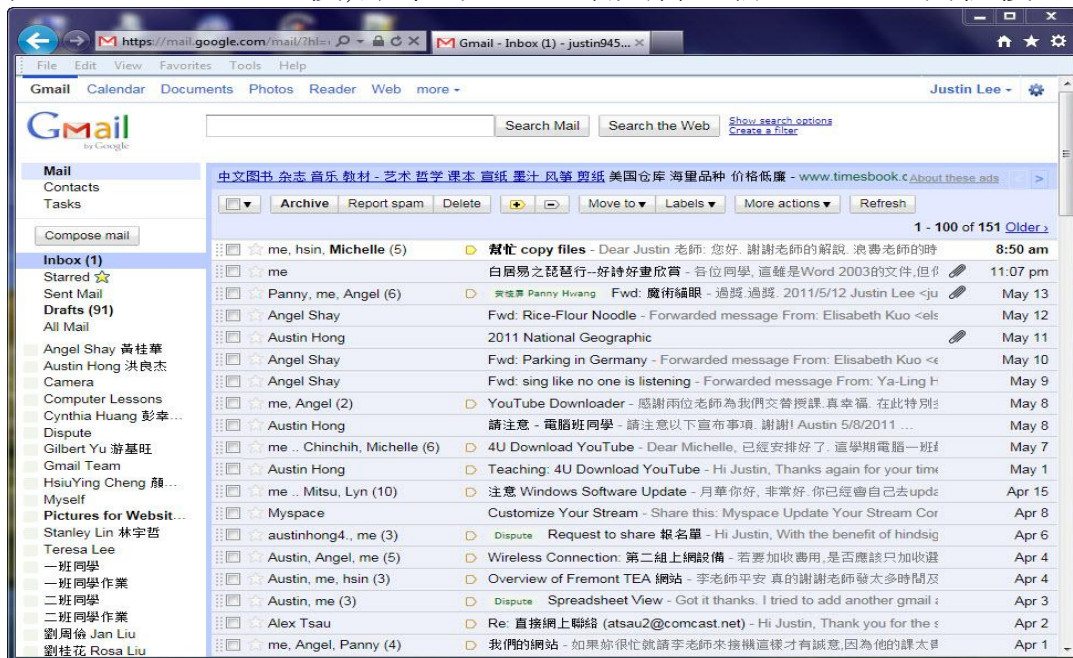 https://mail.google.com/mail/?hl=
Gmail - Inbox (1) - justin945...
File Edit View Favorites Tools Help
Gmail Calendar Documents Photos Reader Web more
Justin Lee
Gmail
by Google
Search Mail Search the Web Show search options
Create a filter
Mail
Contacts
Tasks
Compose mail
Inbox (1)
Starred
Sent Mail
Drafts (91)
All Mail
Angel Shay 黃桂華
Austin Hong 洪良杰
Camera
Computer Lessons
Cynthia Huang 彭幸...
Dispute
Gilbert Yu 游基旺
Gmail Team
HsiuYing Cheng 顏...
Myself
Pictures for Websit...
Stanley Lin 林宇哲
Teresa Lee
一班同學
一班同學作業
二班同學
二班同學作業
劉周儉 Jan Liu
劉桂花 Rosa Liu
中文图书 杂志 音乐 教材 - 艺术 哲学 课本 宣纸 墨汁 风筝 剪纸 美国仓库 海量品种 价格低廉 - www.timesbook.c About these ads >
Archive Report spam Delete Move to Labels More actions Refresh
1 - 100 of 151 Older ›
me, hsin, Michelle (5) 幫忙 copy files - Dear Justin 老師: 您好. 謝謝老師的解說. 浪費老師的時 8:50 am
me 白居易之琵琶行--好詩好畫欣賞 - 各位同學, 這雖是Word 2003的文件,但 11:07 pm
Panny, me, Angel (6) Panny Hwang Fwd: 魔術貓眼 - 過獎.過獎. 2011/5/12 Justin Lee <ju May 13
Angel Shay Fwd: Rice-Flour Noodle - Forwarded message From: Elisabeth Kuo <els May 12
Austin Hong 2011 National Geographic May 11
Angel Shay Fwd: Parking in Germany - Forwarded message From: Elisabeth Kuo <e May 10
Angel Shay Fwd: sing like no one is listening - Forwarded message From: Ya-Ling H May 9
me, Angel (2) YouTube Downloader - 感謝兩位老師為我們交替授課.真幸福. 在此特別 May 8
Austin Hong 請注意 - 電腦班同學 - 請注意以下宣布事項. 謝謝! Austin 5/8/2011 ... May 8
me .. Chinchih, Michelle (6) 4U Download YouTube - Dear Michelle, 已經安排好了. 這學期電腦一班 May 7
Austin Hong Teaching: 4U Download YouTube - Hi Justin, Thanks again for your time May 1
me .. Mitsu, Lyn (10) 注意 Windows Software Update - 月華你好, 非常好.你已經會自己去upda Apr 15
Myspace Customize Your Stream - Share this: Myspace Update Your Stream Cor Apr 8
austinhong4., me (3) Dispute Request to share 報名單 - Hi Justin, With the benefit of hindsig Apr 6
Austin, Angel, me (5) Wireless Connection: 第二組上網設備 - 若要加收費用,是否應該只加收選 Apr 4
Austin, me, hsin (3) Overview of Fremont TEA 網站 - 李老師平安 真的謝謝老師發太多時間及 Apr 4
Austin, me (3) Dispute Spreadsheet View - Got it thanks. I tried to add another gmail Apr 3
Alex Tsau Re: 直接網上聯絡 (atsau2@comcast.net) - Hi Justin, Thank you for the s Apr 2
me, Angel, Panny (4) 我們的網站 - 如果妳很忙就請李老師來接機這樣才有誠意,因為他的課太 Apr 1